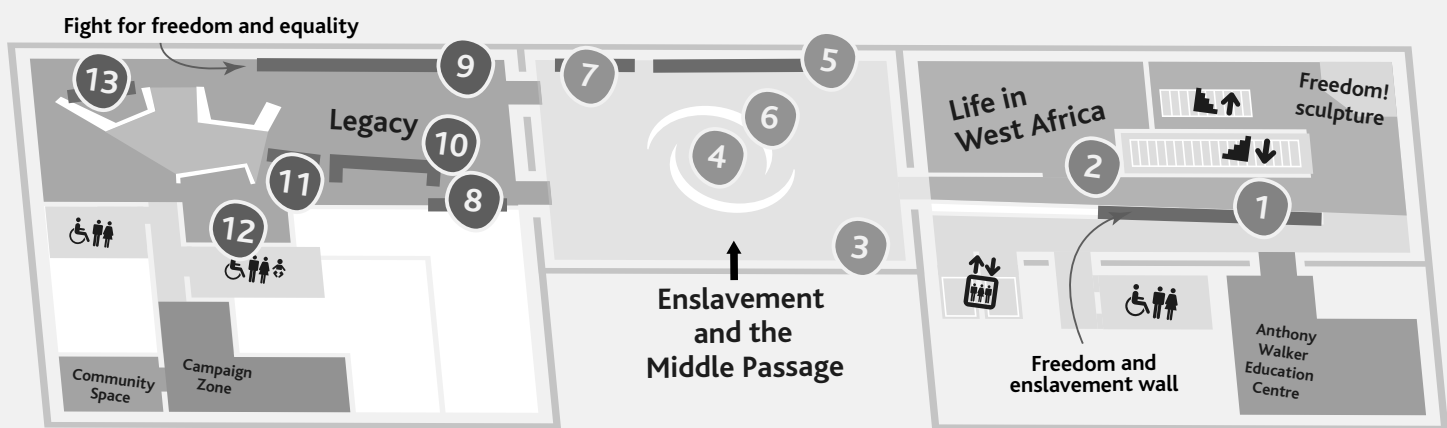 Fight for freedom and equality
13
9
Legacy
10
11
8
12
Community
Space
Campaign
Zone
7
5
6
4
3
Enslavement
and the
Middle Passage
Life in
West Africa
2
Freedom!
sculpture
1
Freedom and
enslavement wall
Anthony
Walker
Education
Centre